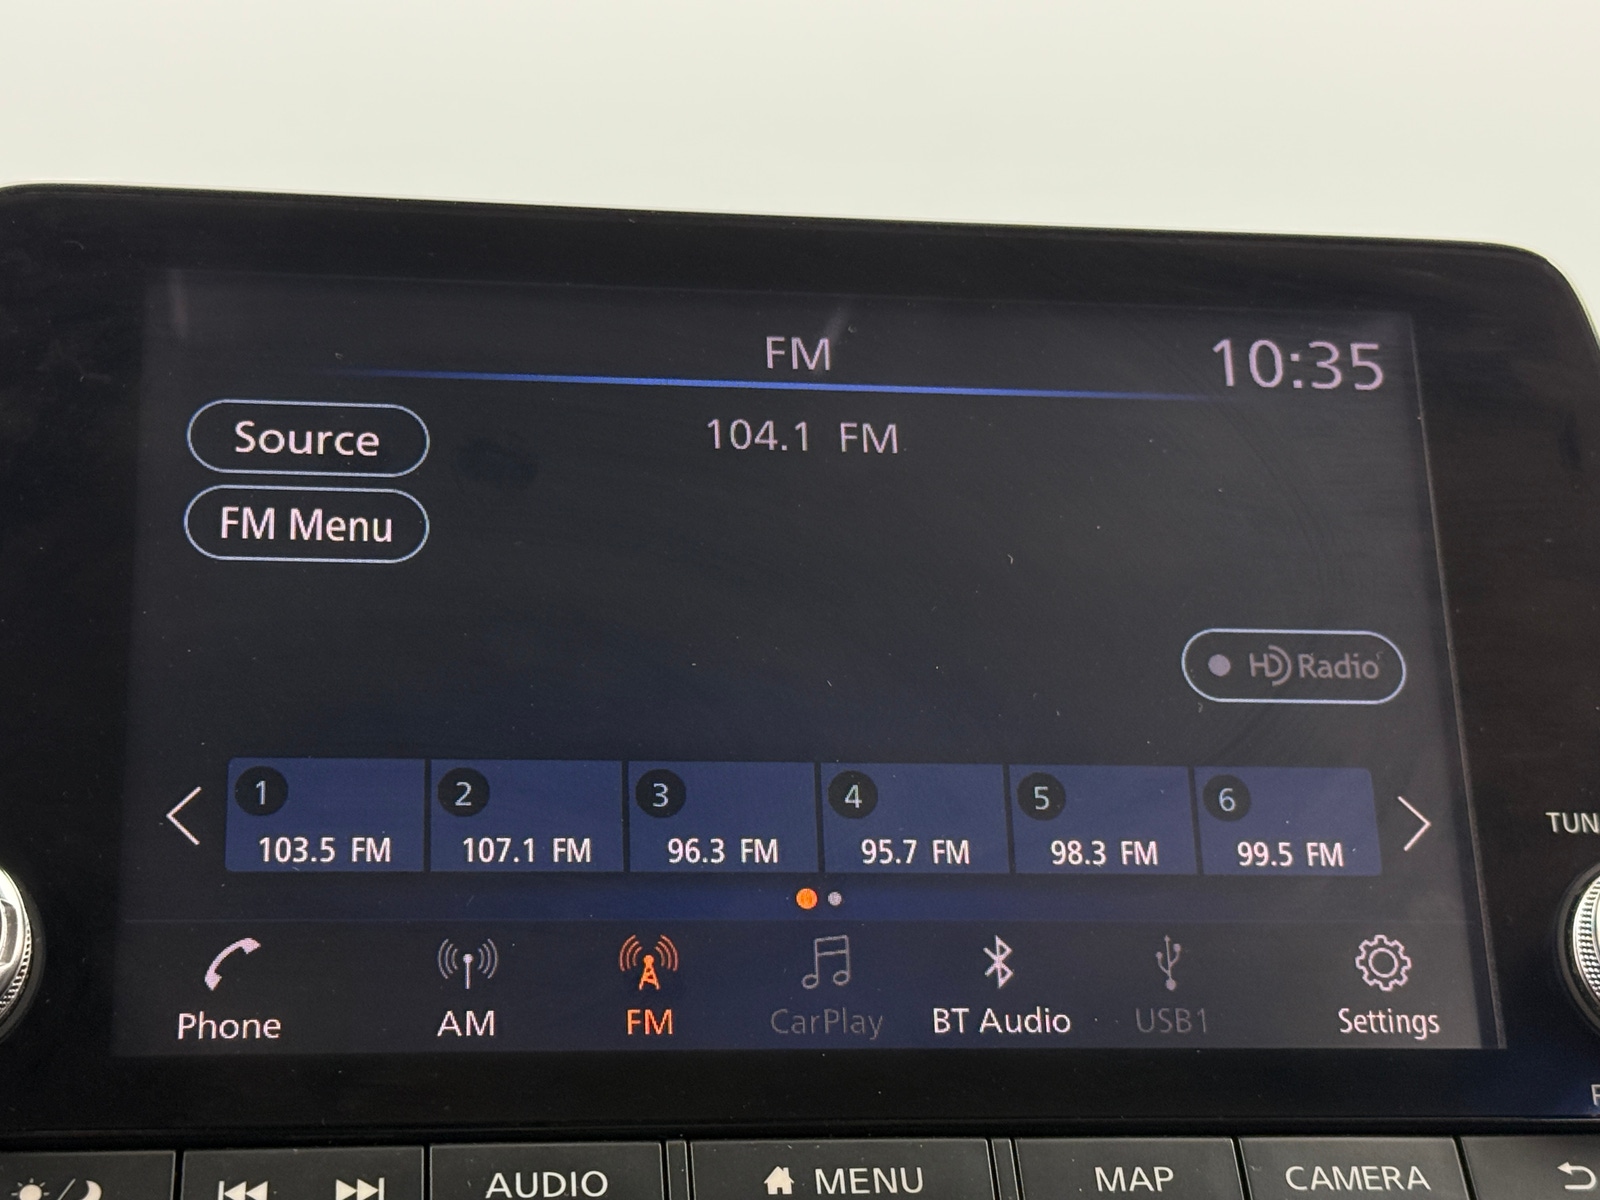 FM
10:35
Source
104.1 FM
FM Menu
HD Radio
1 2 3 4 5 6
103.5 FM 107.1 FM 96.3 FM 95.7 FM 98.3 FM 99.5 FM
Phone AM FM CarPlay BT Audio USB1 Settings
AUDIO MENU MAP CAMERA